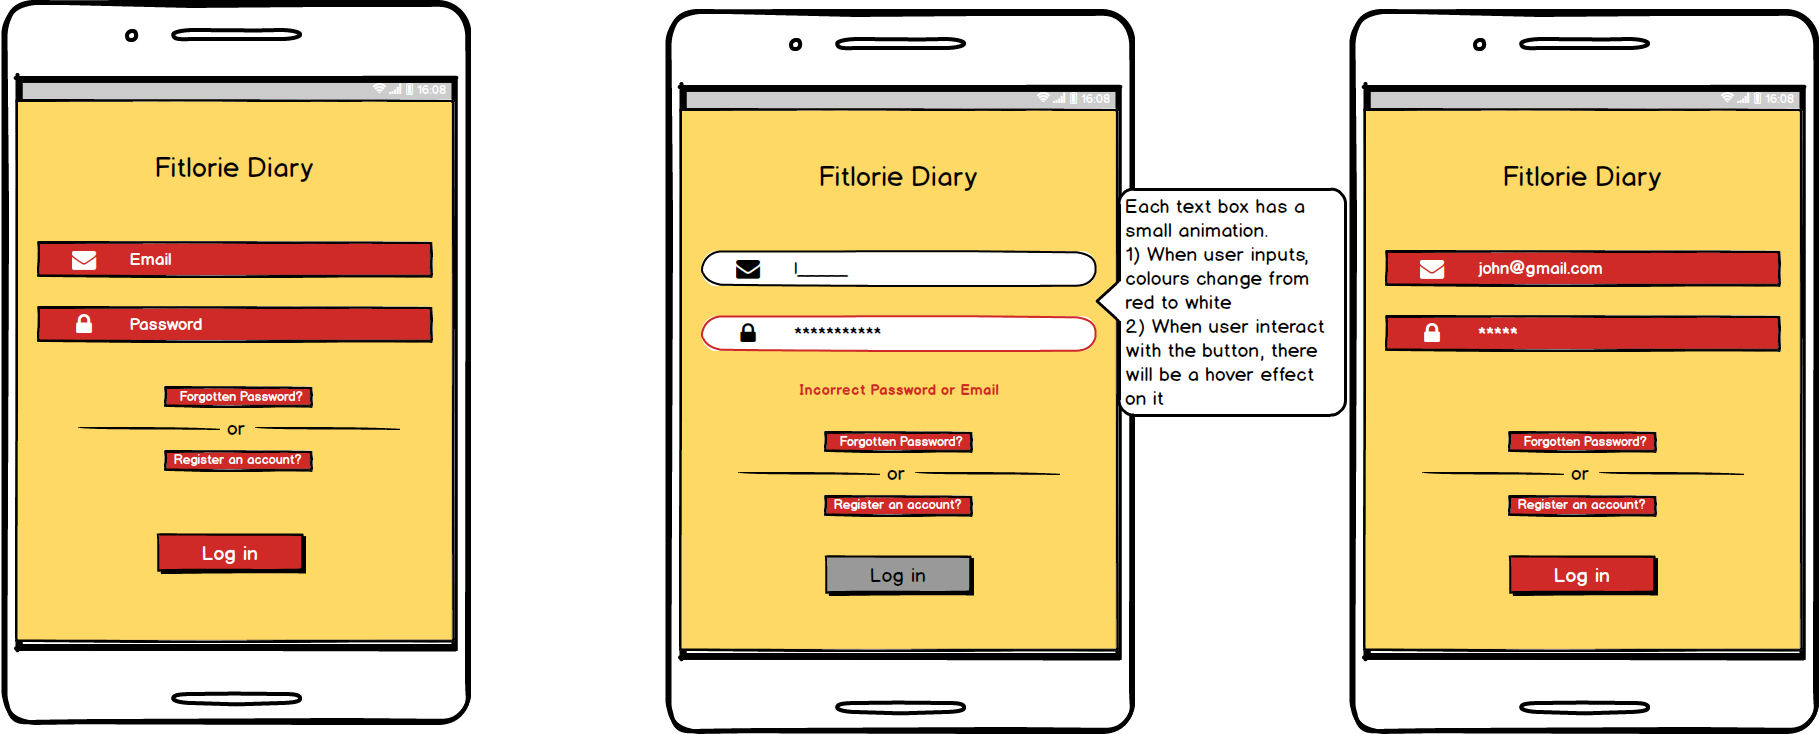 16:08
Fitlorie Diary
Email
Password
Forgotten Password?
or
Register an account?
Log in
16:08
Fitlorie Diary
|_____
***********
Incorrect Password or Email
Forgotten Password?
or
Register an account?
Log in
Each text box has a
small animation.
1) When user inputs,
colours change from
red to white
2) When user interact
with the button, there
will be a hover effect
on it
16:08
Fitlorie Diary
john@gmail.com
*****
Forgotten Password?
or
Register an account?
Log in